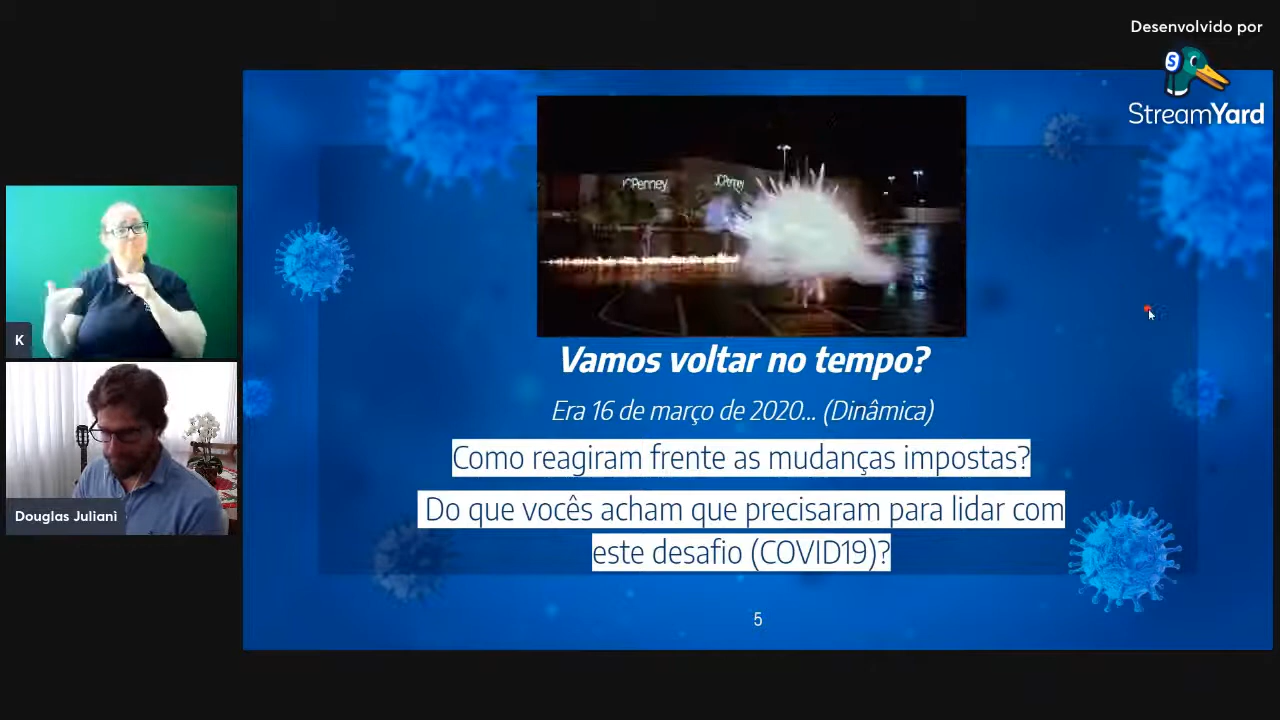 Desenvolvido por
StreamYard
JCPenney
JCPenney
Vamos voltar no tempo?
Era 16 de março de 2020... (Dinâmica)
Como reagiram frente as mudanças impostas?
Do que vocês acham que precisaram para lidar com
este desafio (COVID19)?
5
K
Douglas Juliani